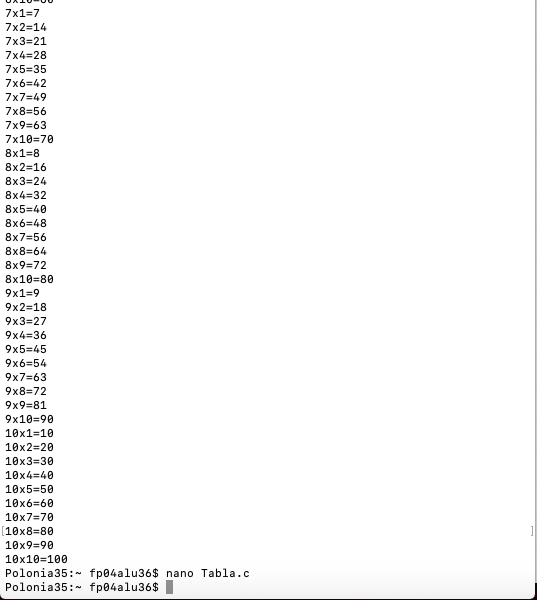 6x10=60
7x1=7
7x2=14
7x3=21
7x4=28
7x5=35
7x6=42
7x7=49
7x8=56
7x9=63
7x10=70
8x1=8
8x2=16
8x3=24
8x4=32
8x5=40
8x6=48
8x7=56
8x8=64
8x9=72
8x10=80
9x1=9
9x2=18
9x3=27
9x4=36
9x5=45
9x6=54
9x7=63
9x8=72
9x9=81
9x10=90
10x1=10
10x2=20
10x3=30
10x4=40
10x5=50
10x6=60
10x7=70
[10x8=80 ]
10x9=90
10x10=100
Polonia35:~ fp04alu36$ nano Tabla.c
Polonia35:~ fp04alu36$